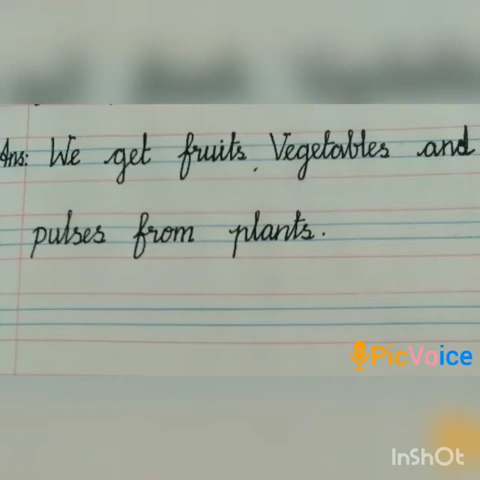 Ans: We get fruits, Vegetables and
pulses from plants.
PicVoice
InShOt